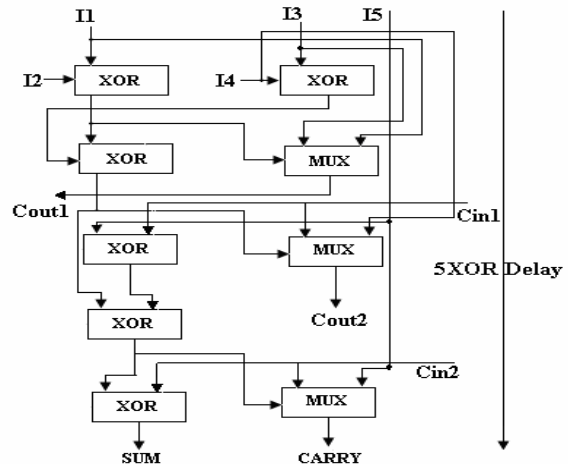 I1 I3 I5
I2 XOR I4 XOR
XOR MUX
Cout1 Cin1
XOR MUX
5XOR Delay
Cout2
XOR
Cin2
XOR MUX
SUM CARRY